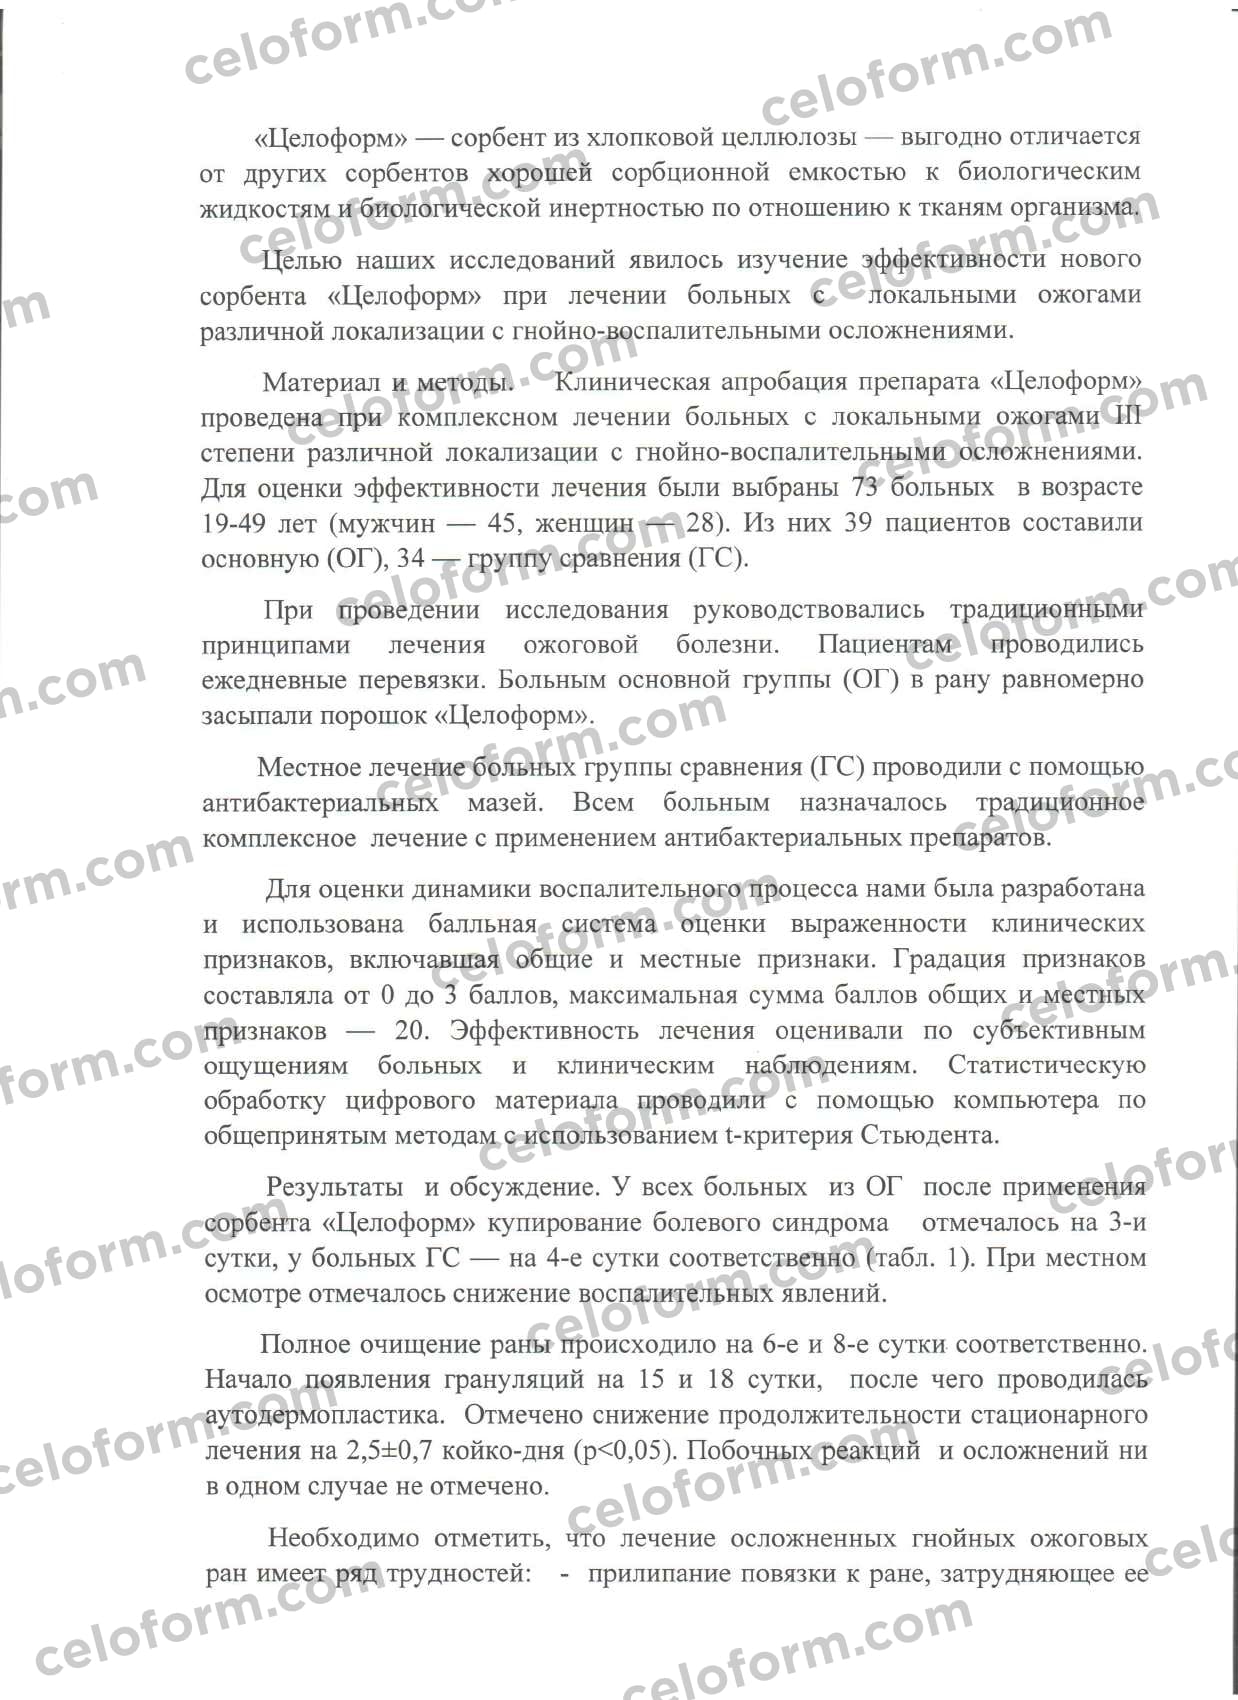 «Целоформ» — сорбент из хлопковой целлюлозы — выгодно отличается
от других сорбентов хорошей сорбционной емкостью к биологическим
жидкостям и биологической инертностью по отношению к тканям организма.
Целью наших исследований явилось изучение эффективности нового
сорбента «Целоформ» при лечении больных с локальными ожогами
различной локализации с гнойно-воспалительными осложнениями.
Материал и методы. Клиническая апробация препарата «Целоформ»
проведена при комплексном лечении больных с локальными ожогами III
степени различной локализации с гнойно-воспалительными осложнениями.
Для оценки эффективности лечения были выбраны 73 больных в возрасте
19-49 лет (мужчин — 45, женщин — 28). Из них 39 пациентов составили
основную (ОГ), 34 — группу сравнения (ГС).
При проведении исследования руководствовались традиционными
принципами лечения ожоговой болезни. Пациентам проводились
ежедневные перевязки. Больным основной группы (ОГ) в рану равномерно
засыпали порошок «Целоформ».
Местное лечение больных группы сравнения (ГС) проводили с помощью
антибактериальных мазей. Всем больным назначалось традиционное
комплексное лечение с применением антибактериальных препаратов.
Для оценки динамики воспалительного процесса нами была разработана
и использована балльная система оценки выраженности клинических
признаков, включавшая общие и местные признаки. Градация признаков
составляла от 0 до 3 баллов, максимальная сумма баллов общих и местных
признаков — 20. Эффективность лечения оценивали по субъективным
ощущениям больных и клиническим наблюдениям. Статистическую
обработку цифрового материала проводили с помощью компьютера по
общепринятым методам с использованием t-критерия Стьюдента.
Результаты и обсуждение. У всех больных из ОГ после применения
сорбента «Целоформ» купирование болевого синдрома отмечалось на 3-и
сутки, у больных ГС — на 4-е сутки соответственно (табл. 1). При местном
осмотре отмечалось снижение воспалительных явлений.
Полное очищение раны происходило на 6-е и 8-е сутки соответственно.
Начало появления грануляций на 15 и 18 сутки, после чего проводилась
аутодермопластика. Отмечено снижение продолжительности стационарного
лечения на 2,5±0,7 койко-дня (p<0,05). Побочных реакций и осложнений ни
в одном случае не отмечено.
Необходимо отметить, что лечение осложненных гнойных ожоговых
ран имеет ряд трудностей: - прилипание повязки к ране, затрудняющее ее